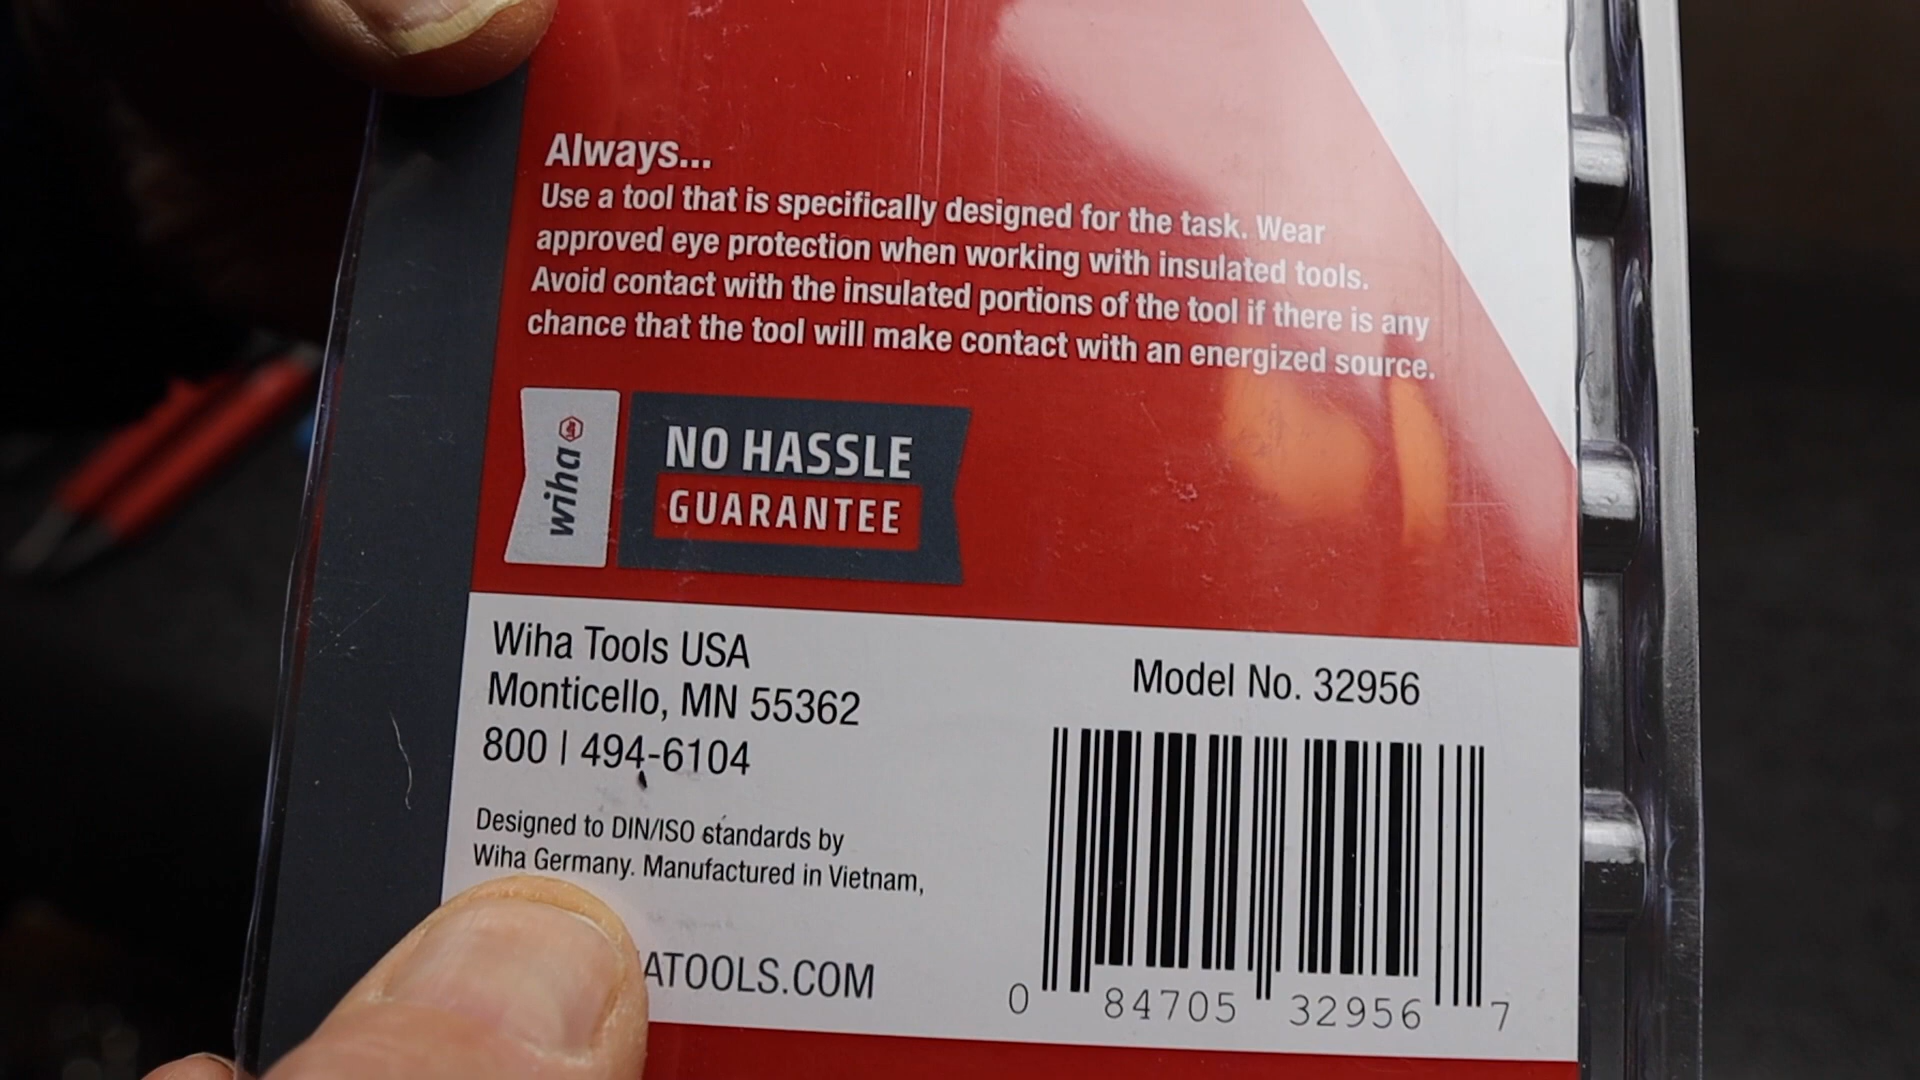 Always...
Use a tool that is specifically designed for the task. Wear
approved eye protection when working with insulated tools.
Avoid contact with the insulated portions of the tool if there is any
chance that the tool will make contact with an energized source.
wiha
NO HASSLE
GUARANTEE
Wiha Tools USA
Monticello, MN 55362
800 | 494-6104
Designed to DIN/ISO standards by
Wiha Germany. Manufactured in Vietnam,
ATOOLS.COM
Model No. 32956
0 84705 32956 7